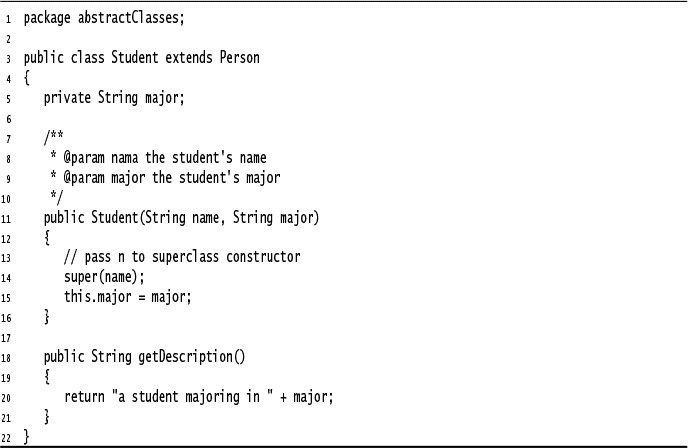 1 package abstractClasses;
2
3 public class Student extends Person
4 {
5    private String major;
6
7    /**
8     * @param nama the student's name
9     * @param major the student's major
10     */
11    public Student(String name, String major)
12    {
13       // pass n to superclass constructor
14       super(name);
15       this.major = major;
16    }
17
18    public String getDescription()
19    {
20       return "a student majoring in " + major;
21    }
22 }